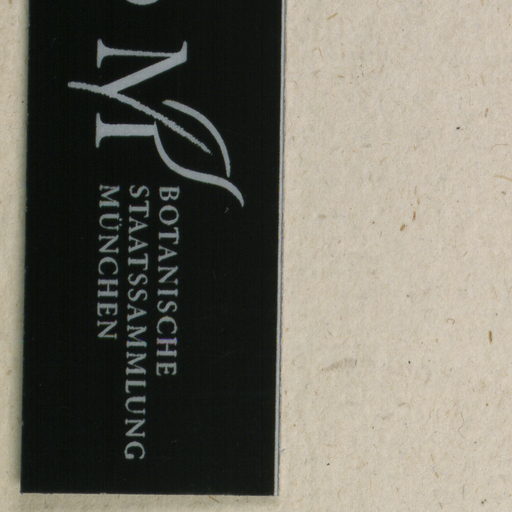 M
BOTANISCHE
STAATSSAMMLUNG
MÜNCHEN